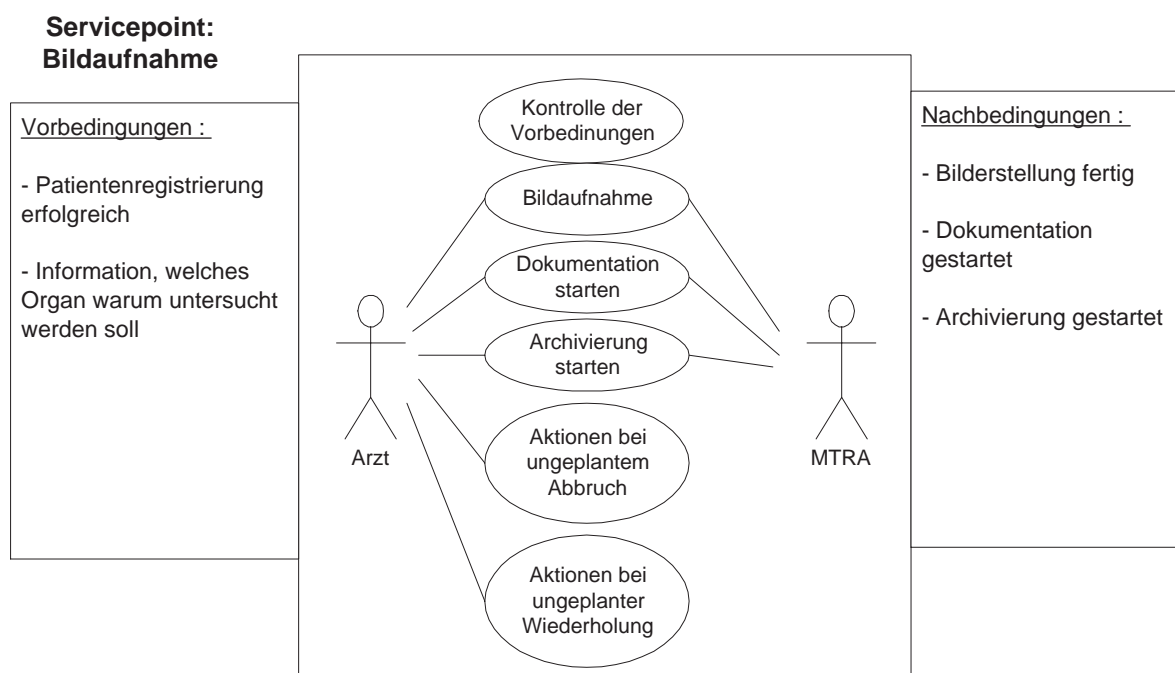 Servicepoint:
Bildaufnahme
Vorbedingungen :
- Patientenregistrierung
erfolgreich
- Information, welches
Organ warum untersucht
werden soll
Kontrolle der
Vorbedinungen
Bildaufnahme
Dokumentation
starten
Archivierung
starten
Aktionen bei
ungeplantem
Abbruch
Aktionen bei
ungeplanter
Wiederholung
Arzt
MTRA
Nachbedingungen :
- Bilderstellung fertig
- Dokumentation
gestartet
- Archivierung gestartet